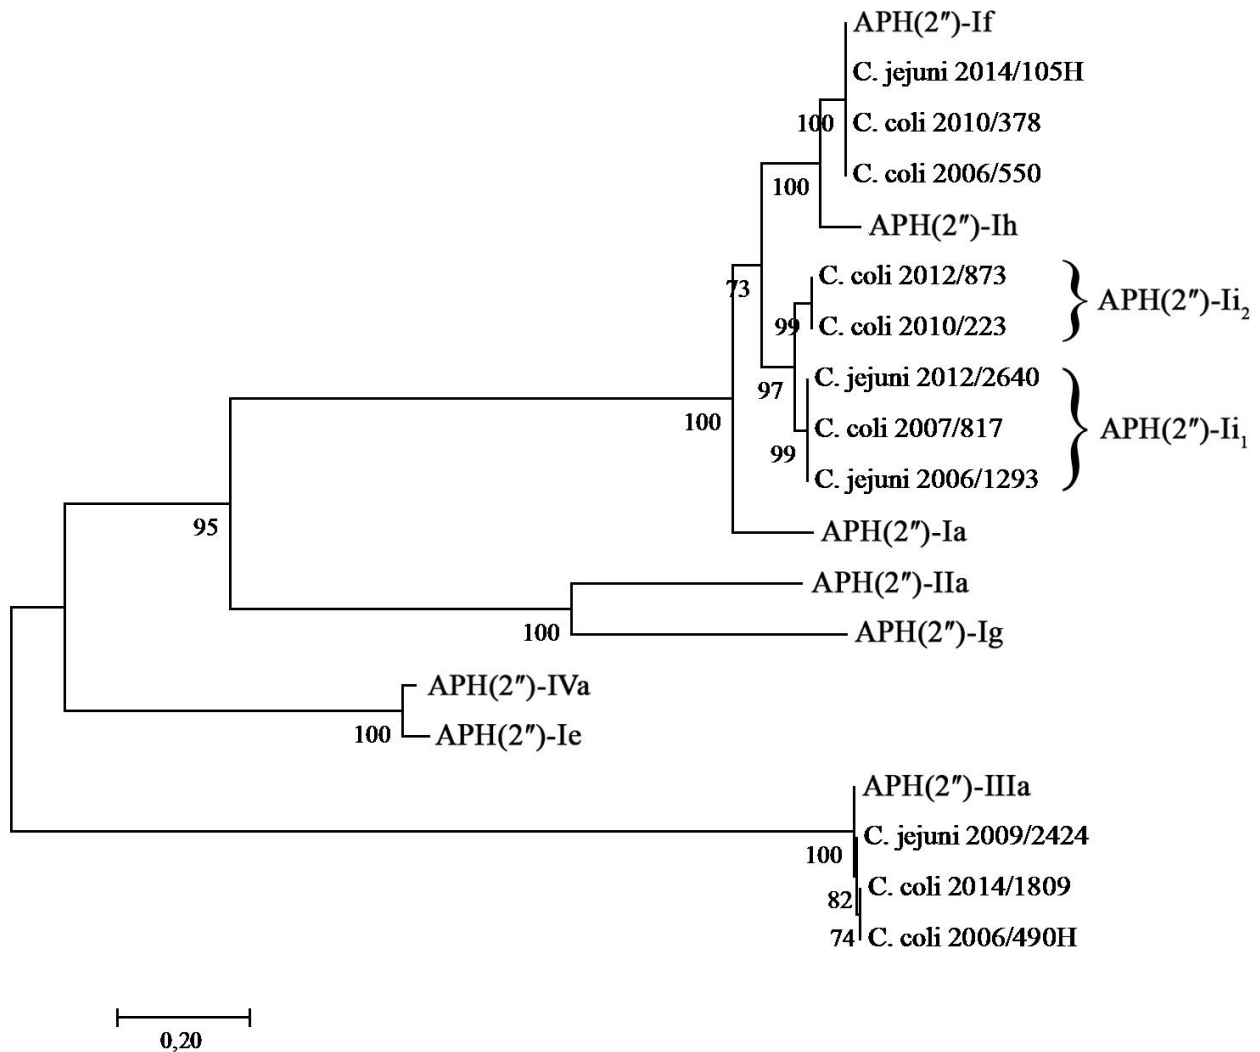 APH(2″)-If
C. jejuni 2014/105H
100
C. coli 2010/378
C. coli 2006/550
100
APH(2″)-Ih
C. coli 2012/873
73
APH(2″)-Ii2
99
C. coli 2010/223
C. jejuni 2012/2640
97
100
C. coli 2007/817
APH(2″)-Ii1
99
C. jejuni 2006/1293
95
APH(2″)-Ia
APH(2″)-IIa
100
APH(2″)-Ig
APH(2″)-IVa
100
APH(2″)-Ie
APH(2″)-IIIa
C. jejuni 2009/2424
100
C. coli 2014/1809
82
74
C. coli 2006/490H
0,20